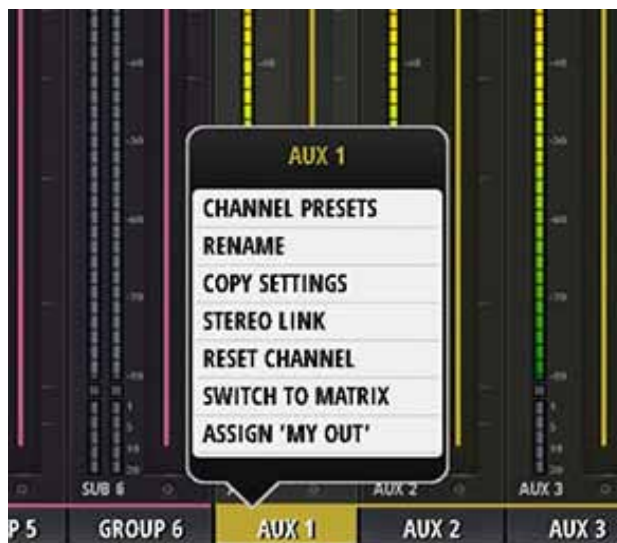 AUX 1
CHANNEL PRESETS
RENAME
COPY SETTINGS
STEREO LINK
RESET CHANNEL
SWITCH TO MATRIX
ASSIGN 'MY OUT'
SUB 6
AUX 2
AUX 3
P 5
GROUP 6
AUX 1
AUX 2
AUX 3